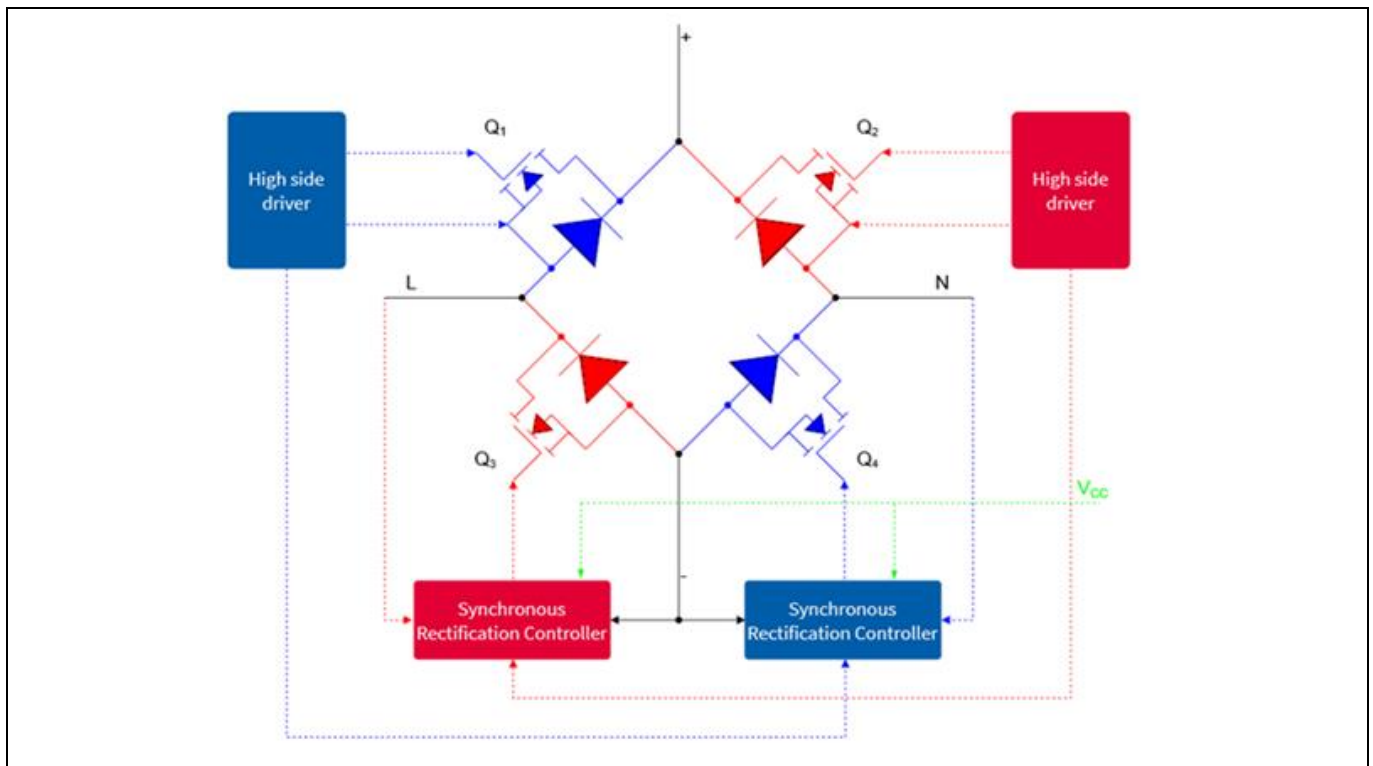 +
Q₁
Q₂
High side
driver
High side
driver
L
N
Q₃
Q₄
VCC
-
Synchronous
Rectification Controller
Synchronous
Rectification Controller